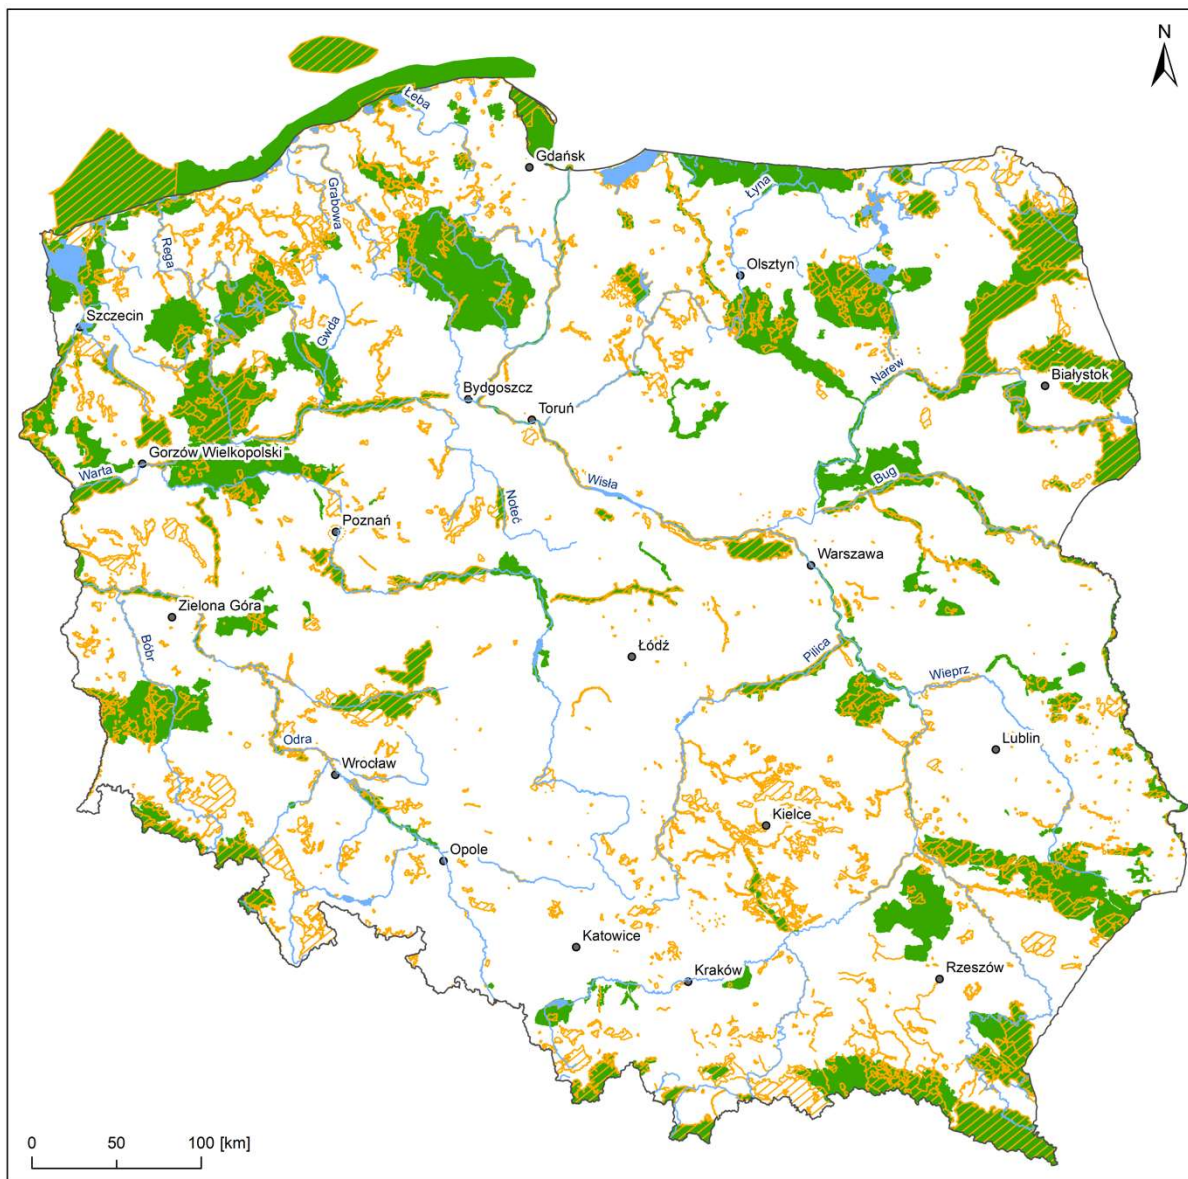 N
Łeba
Gdańsk
Grabowa
Łyna
Rega
Olsztyn
Szczecin
Gwda
Narew
Białystok
Bydgoszcz
Toruń
Gorzów Wielkopolski
Warta
Wisła
Bug
Noteć
Poznań
Warszawa
Zielona Góra
Bóbr
Łódź
Pilica
Wieprz
Odra
Lublin
Wrocław
Kielce
Opole
Katowice
Kraków
Rzeszów
0 50 100 [km]